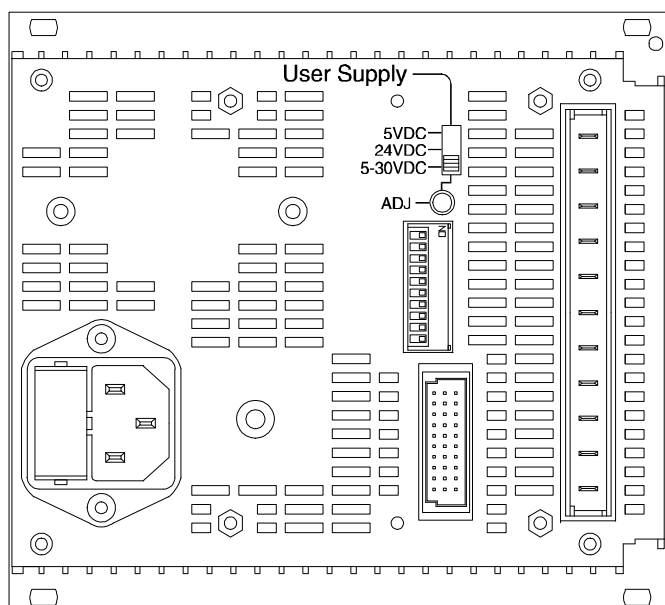 User Supply
5VDC
24VDC
5-30VDC
ADJ
ON